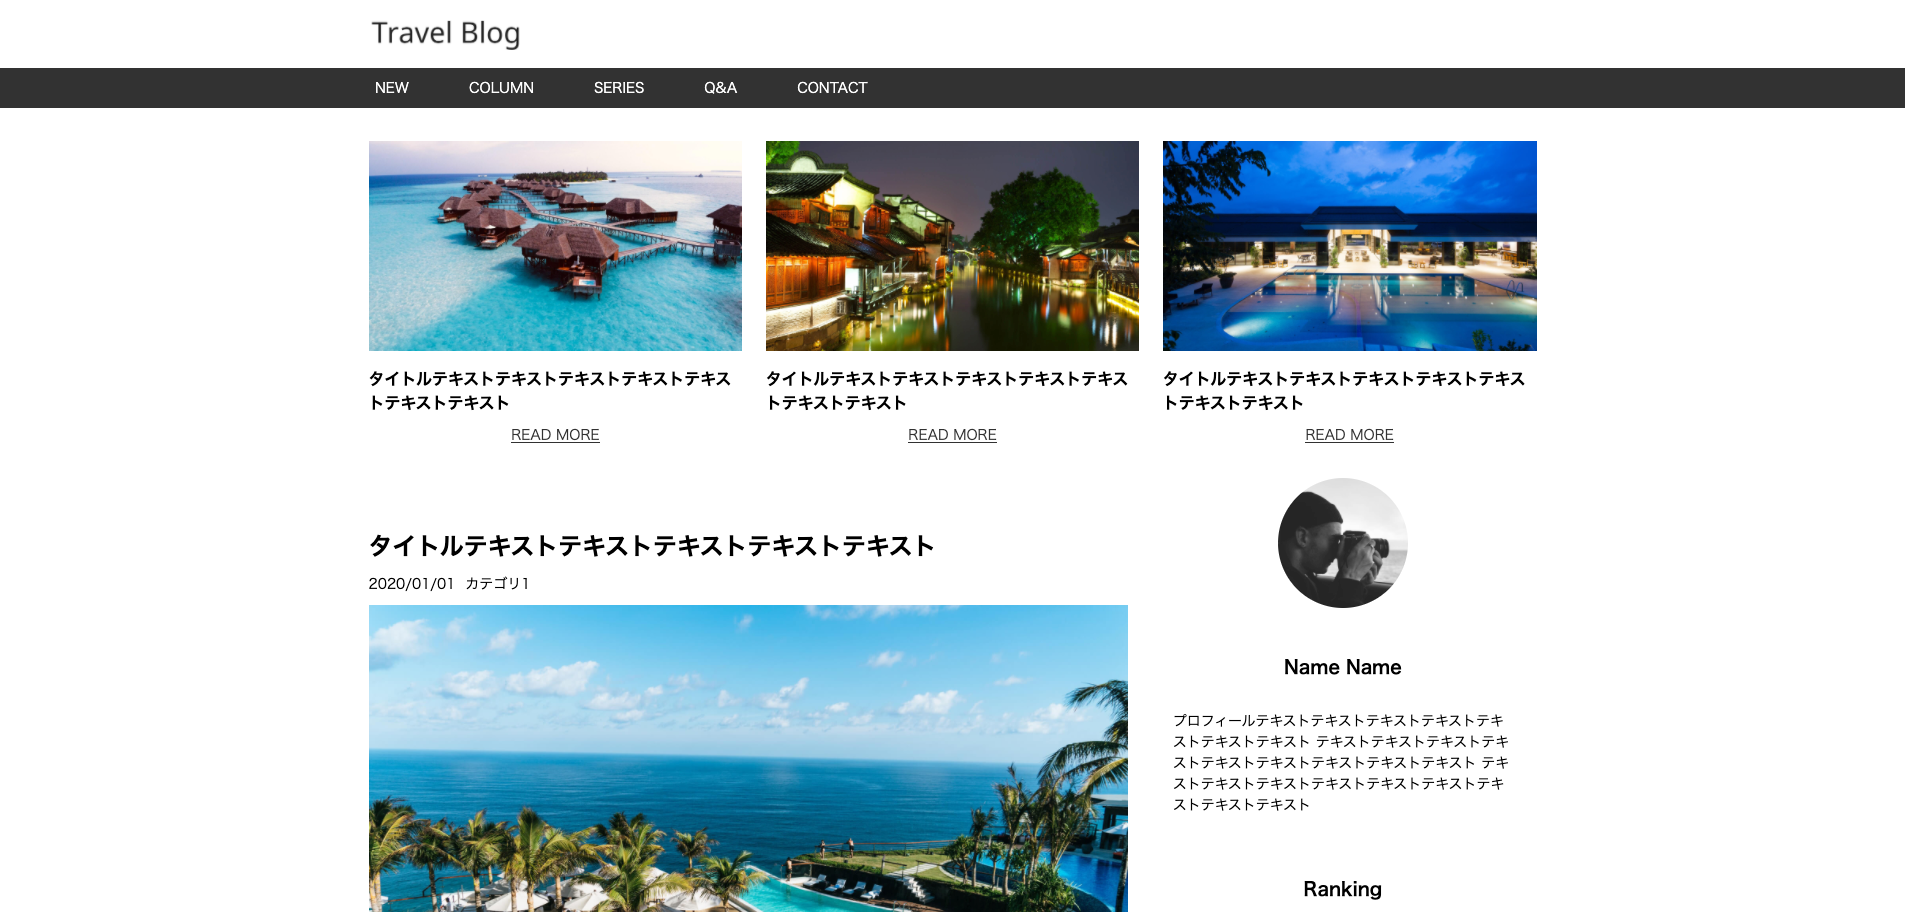 Travel Blog
NEW
COLUMN
SERIES
Q&A
CONTACT
タイトルテキストテキストテキストテキストテキス
トテキストテキスト
READ MORE
タイトルテキストテキストテキストテキストテキス
トテキストテキスト
READ MORE
タイトルテキストテキストテキストテキストテキス
トテキストテキスト
READ MORE
タイトルテキストテキストテキストテキストテキスト
2020/01/01 カテゴリ1
Name Name
プロフィールテキストテキストテキストテキストテキ
ストテキストテキスト テキストテキストテキストテキ
ストテキストテキストテキストテキストテキスト テキ
ストテキストテキストテキストテキストテキストテキ
ストテキストテキスト
Ranking